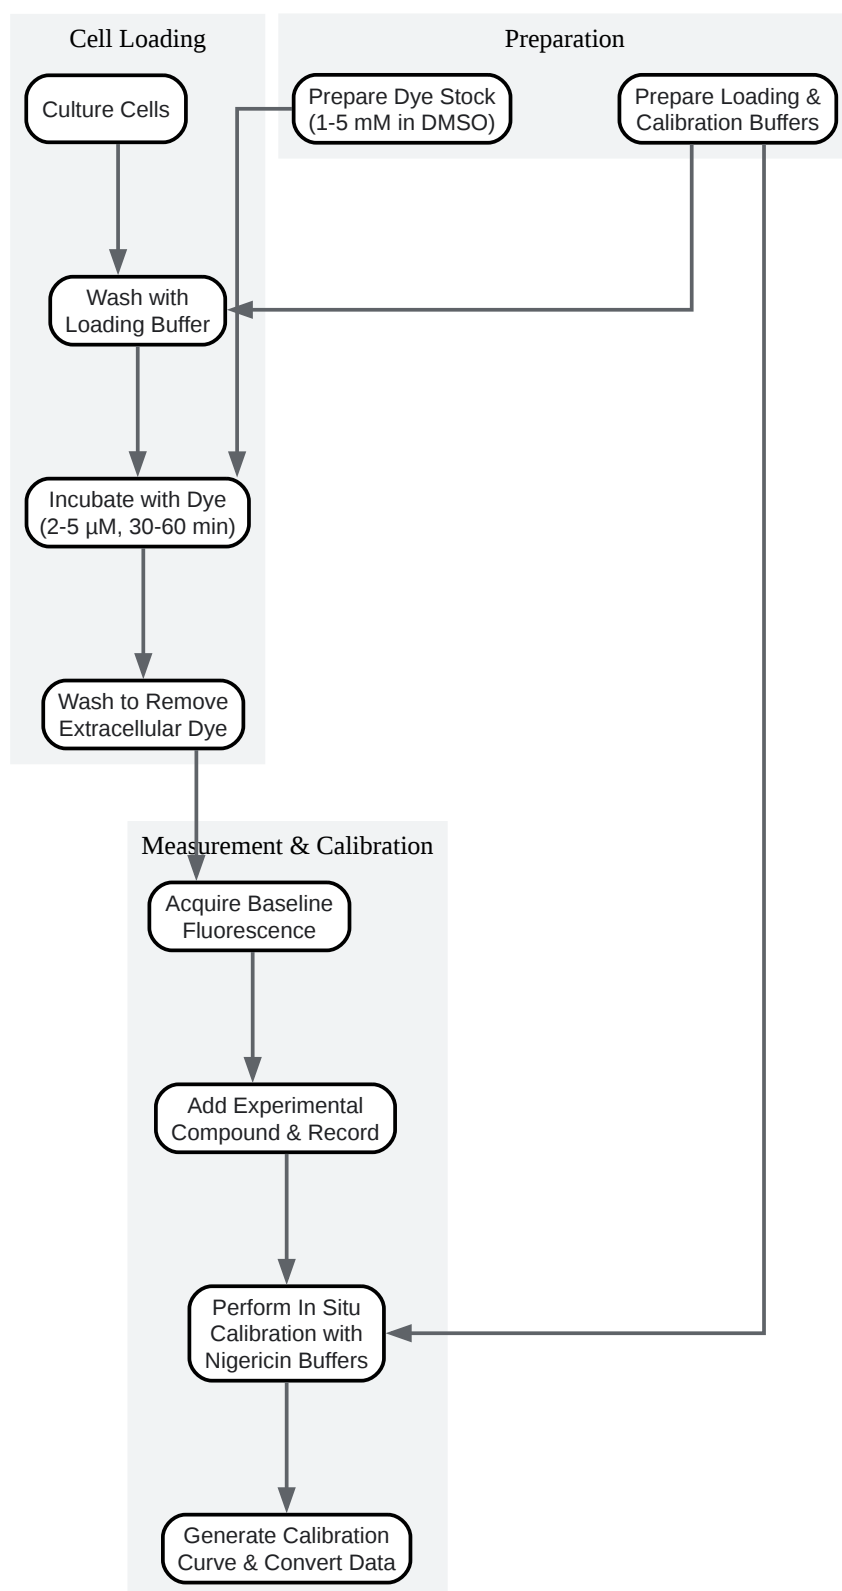 Cell Loading
Preparation
Culture Cells
Prepare Dye Stock
(1-5 mM in DMSO)
Prepare Loading &
Calibration Buffers
Wash with
Loading Buffer
Incubate with Dye
(2-5 µM, 30-60 min)
Wash to Remove
Extracellular Dye
Measurement & Calibration
Acquire Baseline
Fluorescence
Add Experimental
Compound & Record
Perform In Situ
Calibration with
Nigericin Buffers
Generate Calibration
Curve & Convert Data